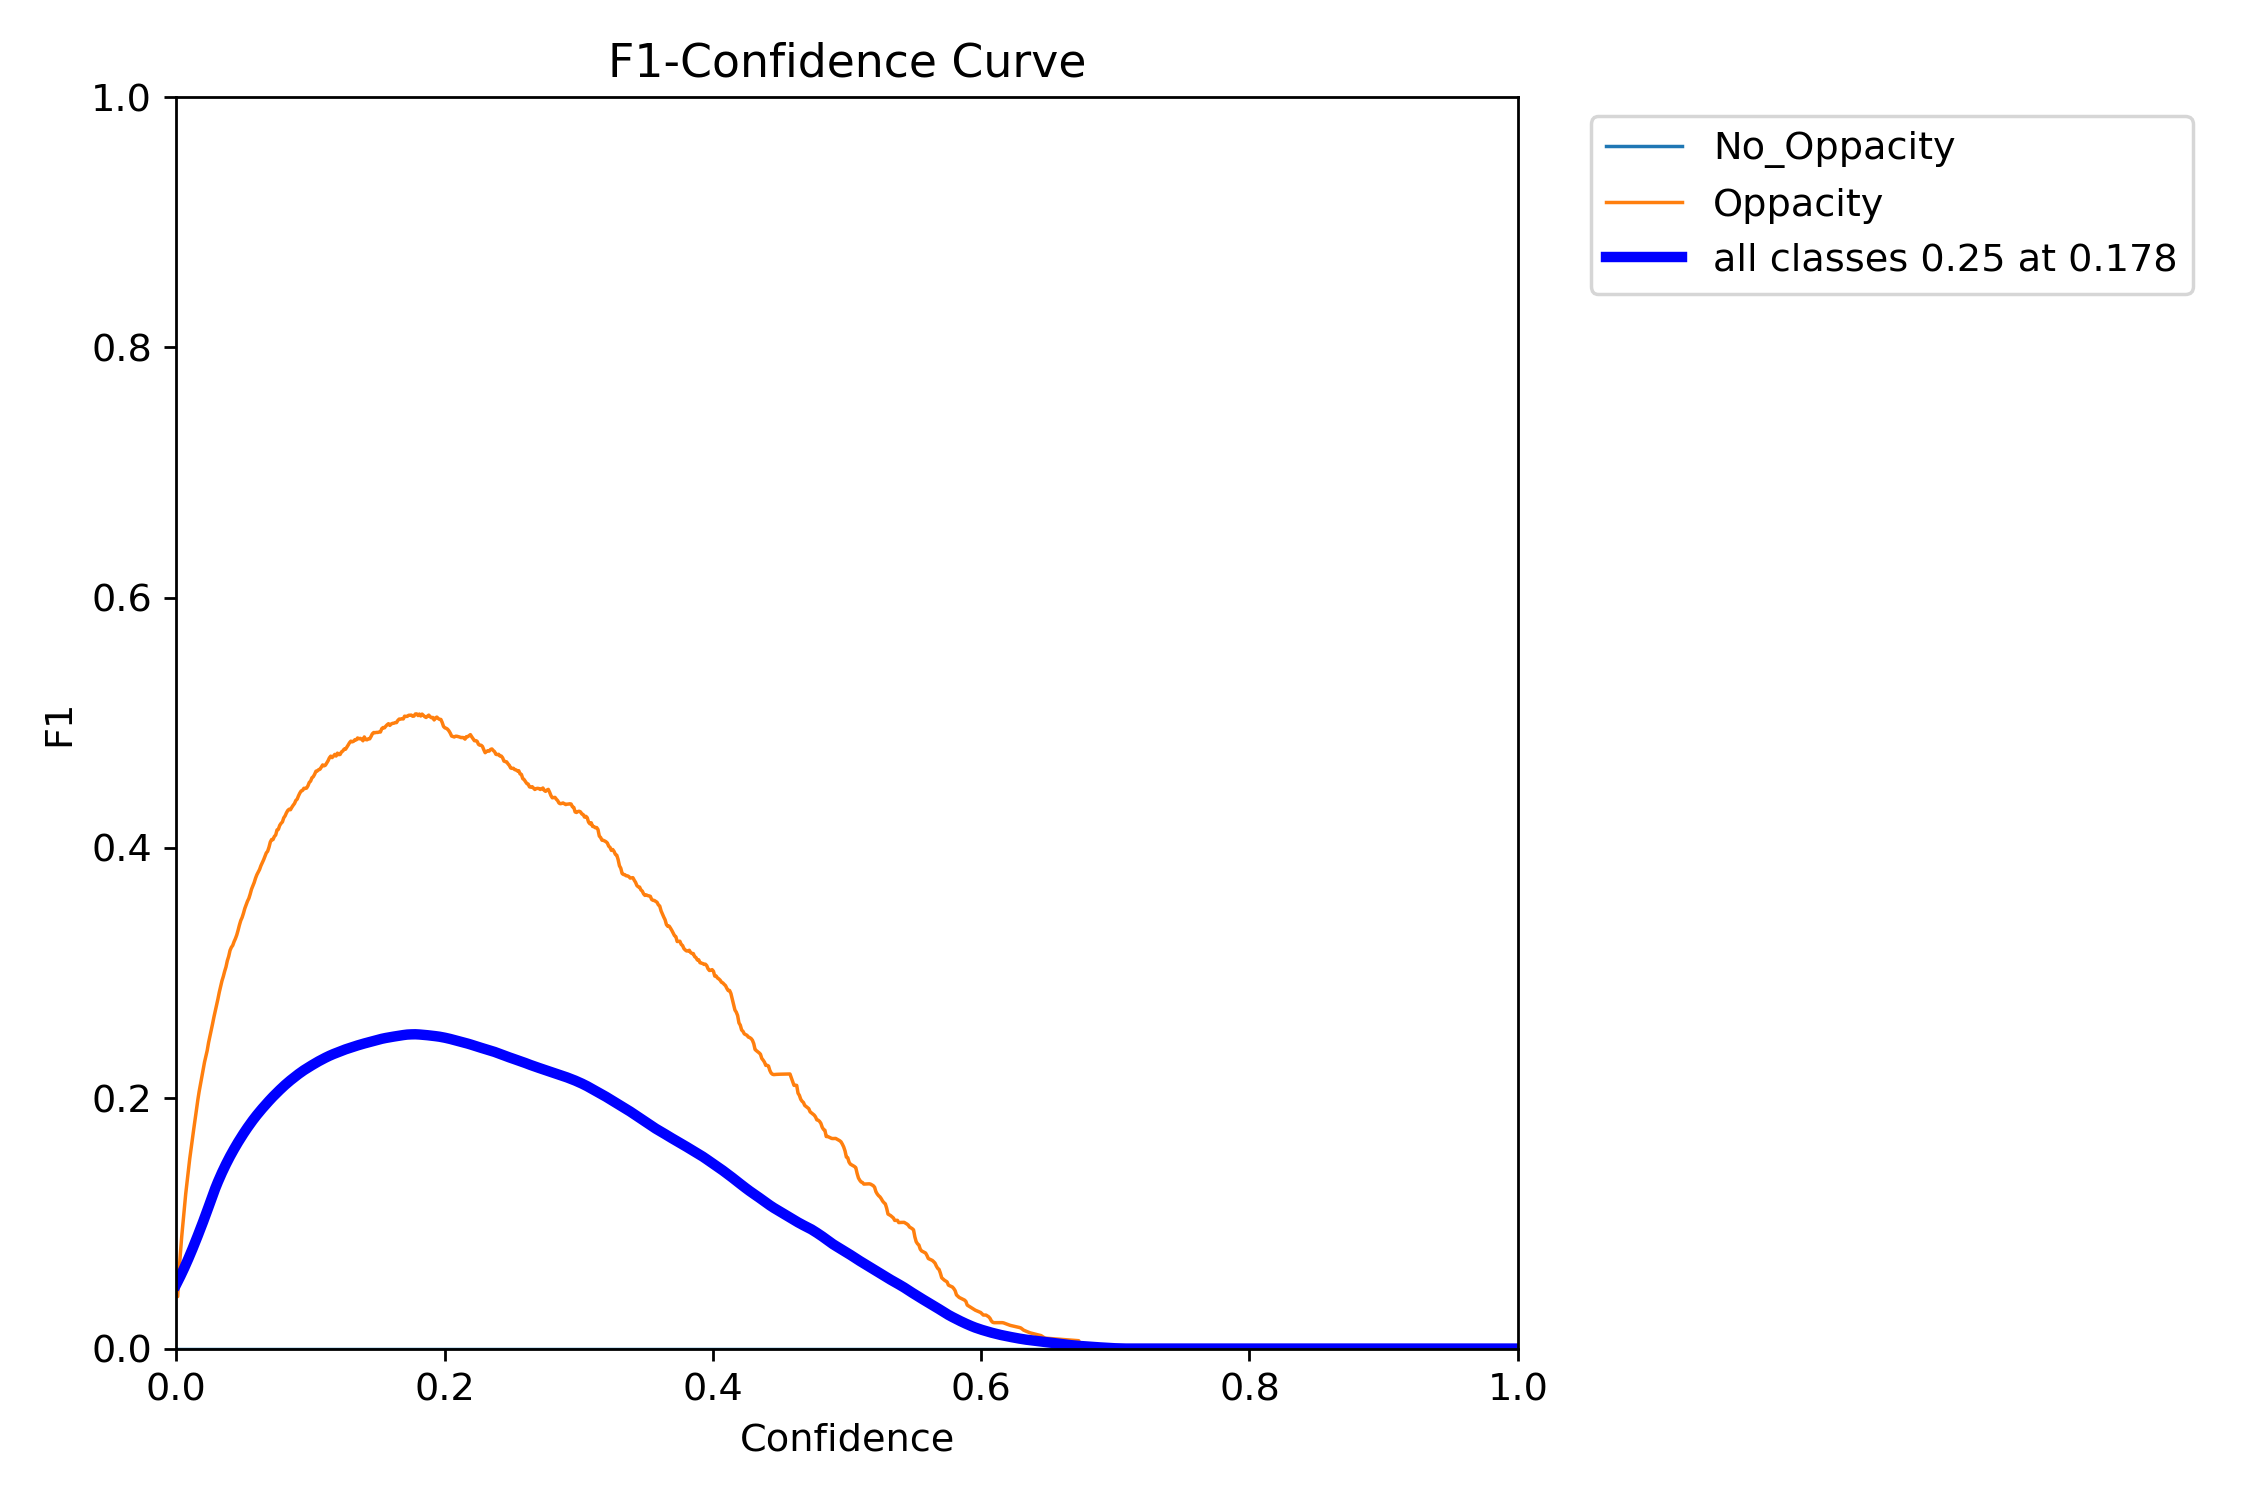 F1-Confidence Curve
1.0
0.8
0.6
0.4
0.2
0.0
F1
0.0 0.2 0.4 0.6 0.8 1.0
Confidence
No_Oppacity
Oppacity
all classes 0.25 at 0.178